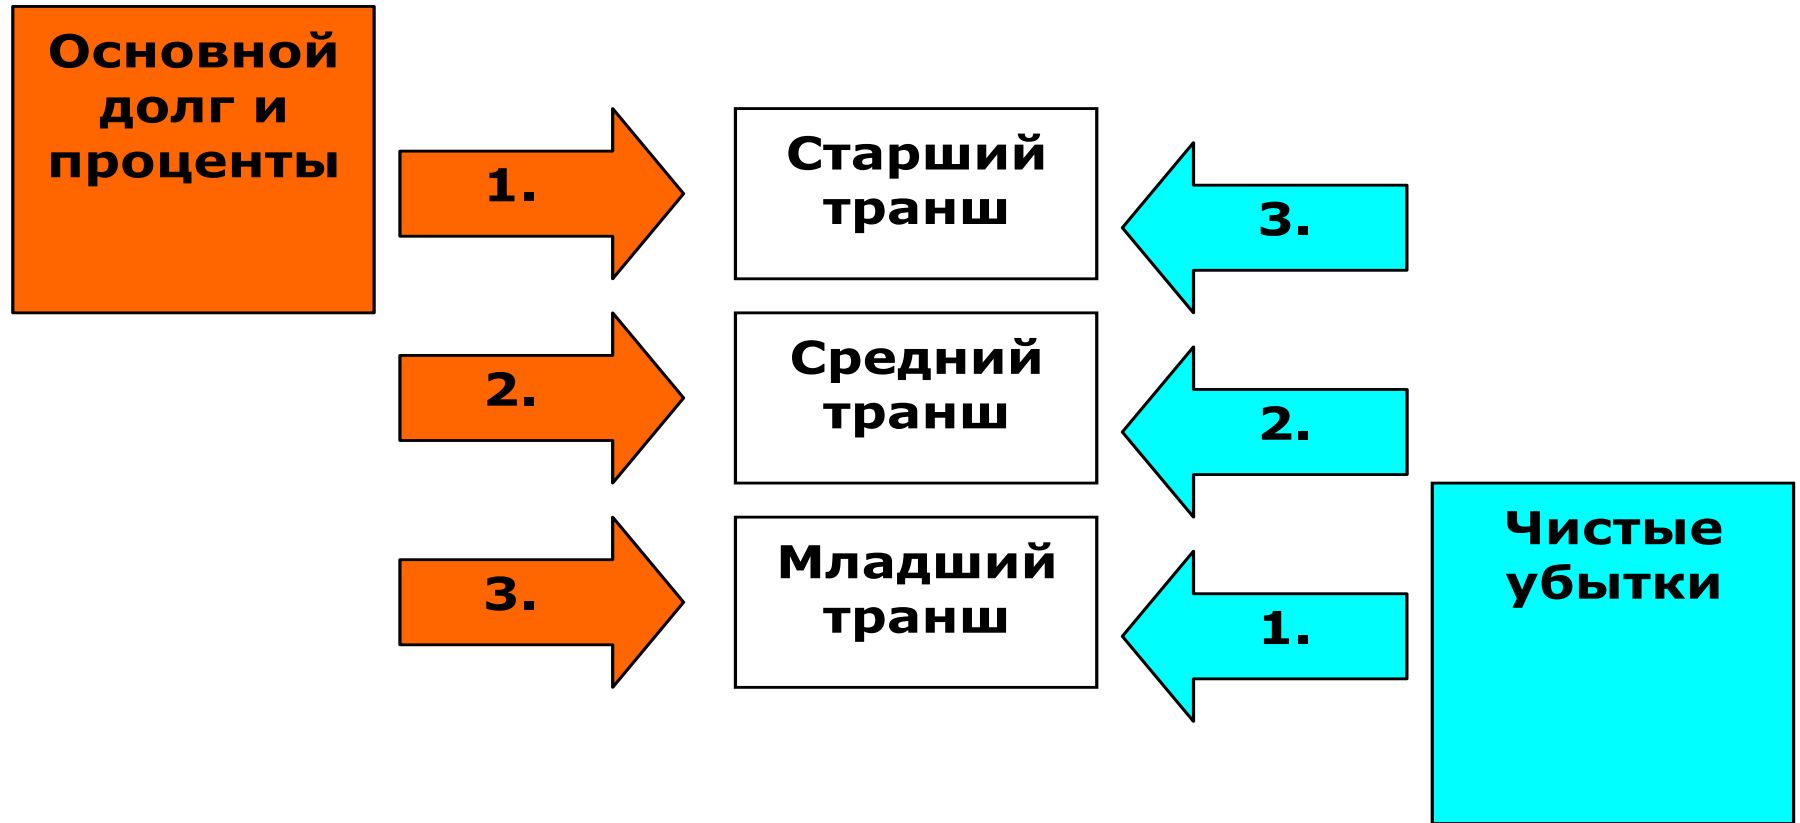 Основной
долг и
проценты
1.
Старший
транш
3.
2.
Средний
транш
2.
3.
Младший
транш
1.
Чистые
убытки